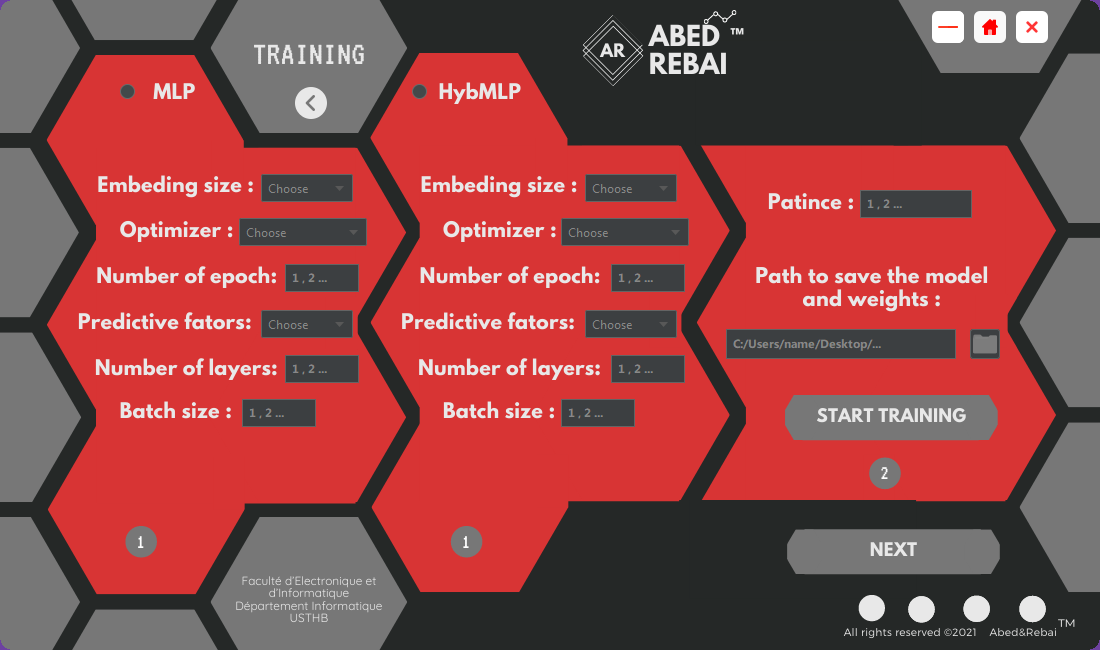 TRAINING
AR
ABED
REBAI
TM
MLP
Embeding size : Choose
Optimizer : Choose
Number of epoch: 1 , 2 ...
Predictive fators: Choose
Number of layers: 1 , 2 ...
Batch size : 1 , 2 ...
1
HybMLP
Embeding size : Choose
Optimizer : Choose
Number of epoch: 1 , 2 ...
Predictive fators: Choose
Number of layers: 1 , 2 ...
Batch size : 1 , 2 ...
1
Patince : 1 , 2 ...
Path to save the model
and weights :
C:/Users/name/Desktop/...
START TRAINING
2
NEXT
Faculté d'Electronique et
d'Informatique
Département Informatique
USTHB
All rights reserved ©2021 Abed&Rebai TM